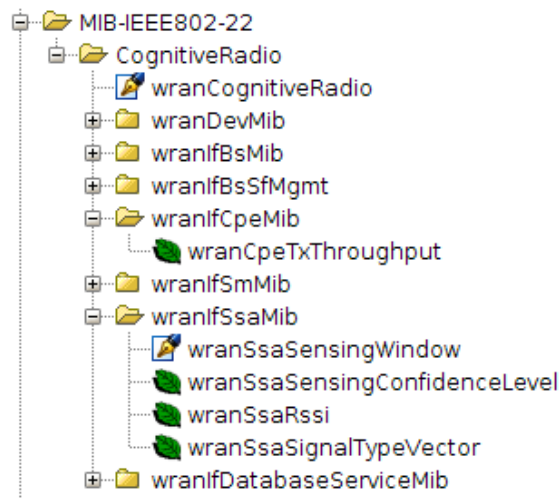 MIB-IEEE802-22
CognitiveRadio
wranCognitiveRadio
wranDevMib
wranIfBsMib
wranIfBsSfMgmt
wranIfCpeMib
wranCpeTxThroughput
wranIfSmMib
wranIfSsaMib
wranSsaSensingWindow
wranSsaSensingConfidenceLevel
wranSsaRssi
wranSsaSignalTypeVector
wranIfDatabaseServiceMib